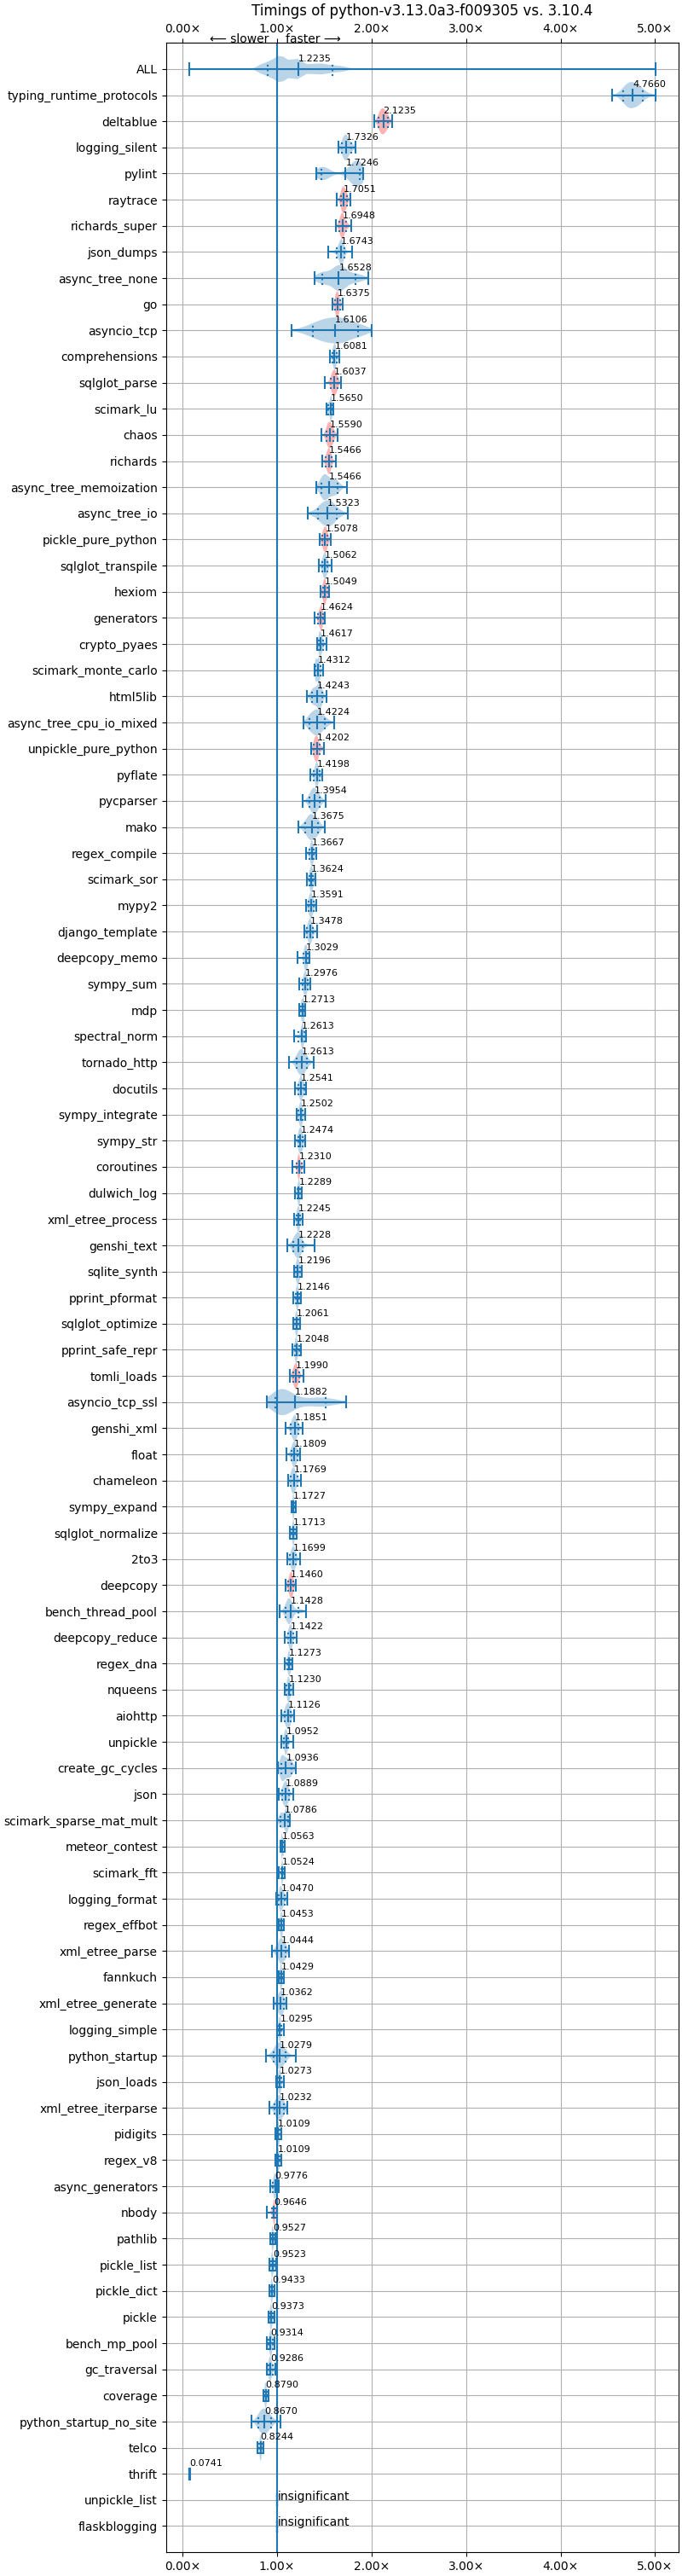 Timings of python-v3.13.0a3-f009305 vs. 3.10.4
0.00× 1.00× 2.00× 3.00× 4.00× 5.00×
← slower faster →
ALL 1.2235
typing_runtime_protocols 4.7660
deltablue 2.1235
logging_silent 1.7326
pylint 1.7246
raytrace 1.7051
richards_super 1.6948
json_dumps 1.6743
async_tree_none 1.6528
go 1.6375
asyncio_tcp 1.6106
comprehensions 1.6081
sqlglot_parse 1.6037
scimark_lu 1.5650
chaos 1.5590
richards 1.5466
async_tree_memoization 1.5466
async_tree_io 1.5323
pickle_pure_python 1.5078
sqlglot_transpile 1.5062
hexiom 1.5049
generators 1.4624
crypto_pyaes 1.4617
scimark_monte_carlo 1.4312
html5lib 1.4243
async_tree_cpu_io_mixed 1.4224
unpickle_pure_python 1.4202
pyflate 1.4198
pycparser 1.3954
mako 1.3675
regex_compile 1.3667
scimark_sor 1.3624
mypy2 1.3591
django_template 1.3478
deepcopy_memo 1.3029
sympy_sum 1.2976
mdp 1.2713
spectral_norm 1.2613
tornado_http 1.2613
docutils 1.2541
sympy_integrate 1.2502
sympy_str 1.2474
coroutines 1.2310
dulwich_log 1.2289
xml_etree_process 1.2245
genshi_text 1.2228
sqlite_synth 1.2196
pprint_pformat 1.2146
sqlglot_optimize 1.2061
pprint_safe_repr 1.2048
tomli_loads 1.1990
asyncio_tcp_ssl 1.1882
genshi_xml 1.1851
float 1.1809
chameleon 1.1769
sympy_expand 1.1727
sqlglot_normalize 1.1713
2to3 1.1699
deepcopy 1.1460
bench_thread_pool 1.1428
deepcopy_reduce 1.1422
regex_dna 1.1273
nqueens 1.1230
aiohttp 1.1126
unpickle 1.0952
create_gc_cycles 1.0936
json 1.0889
scimark_sparse_mat_mult 1.0786
meteor_contest 1.0563
scimark_fft 1.0524
logging_format 1.0470
regex_effbot 1.0453
xml_etree_parse 1.0444
fannkuch 1.0429
xml_etree_generate 1.0362
logging_simple 1.0295
python_startup 1.0279
json_loads 1.0273
xml_etree_iterparse 1.0232
pidigits 1.0109
regex_v8 1.0109
async_generators 0.9776
nbody 0.9646
pathlib 0.9527
pickle_list 0.9523
pickle_dict 0.9433
pickle 0.9373
bench_mp_pool 0.9314
gc_traversal 0.9286
coverage 0.8790
python_startup_no_site 0.8670
telco 0.8244
thrift 0.0741
unpickle_list insignificant
flaskblogging insignificant
0.00× 1.00× 2.00× 3.00× 4.00× 5.00×